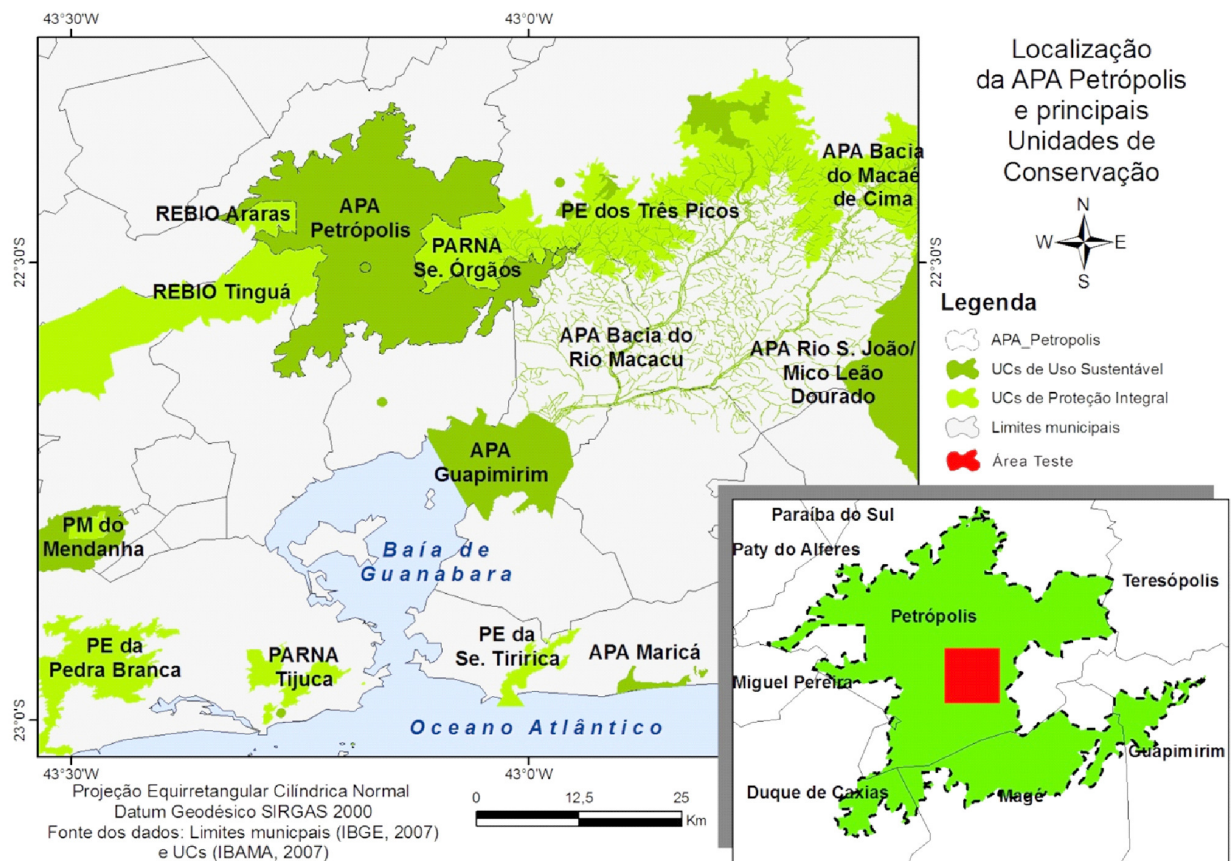 43°30'W
43°0'W
22°30'S
23°0'S
22°30'S
43°30'W
43°0'W
REBIO Araras
APA
Petrópolis
PARNA
Se. Órgãos
REBIO Tinguá
PE dos Três Picos
APA Bacia
do Macaé
de Cima
APA Bacia do
Rio Macacu
APA Rio S. João/
Mico Leão
Dourado
APA
Guapimirim
PM do
Mendanha
Baía de
Guanabara
PE da
Pedra Branca
PARNA
Tijuca
PE da
Se. Tiririca
APA Maricá
Oceano Atlântico
Projeção Equirretangular Cilíndrica Normal
Datum Geodésico SIRGAS 2000
Fonte dos dados: Limites municpais (IBGE, 2007)
e UCs (IBAMA, 2007)
0 12,5 25
Km
Localização
da APA Petrópolis
e principais
Unidades de
Conservação
N
W E
S
Legenda
APA_Petropolis
UCs de Uso Sustentável
UCs de Proteção Integral
Limites municipais
Área Teste
Paraíba do Sul
Paty do Alferes
Teresópolis
Petrópolis
Miguel Pereira
Guapimirim
Duque de Caxias
Magé